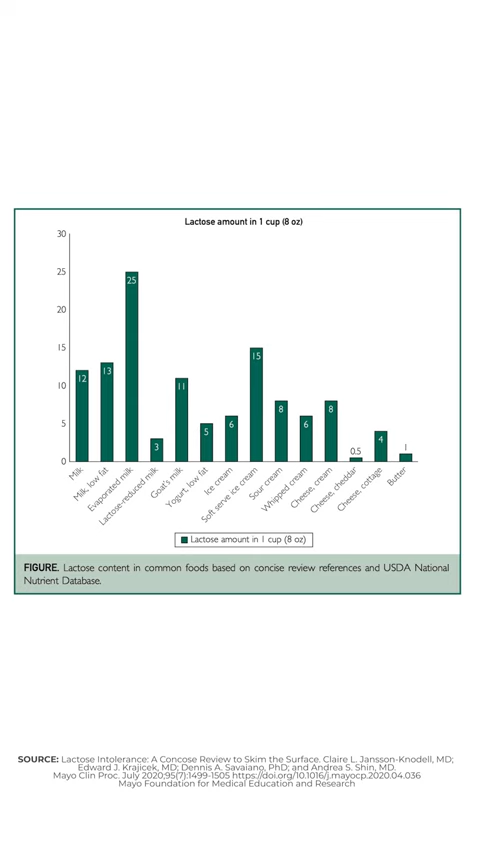 Lactose amount in 1 cup (8 oz)
30
25
20
15
10
5
0
12
13
25
3
11
5
6
15
8
6
8
0.5
4
1
Milk
Milk, low fat
Evaporated milk
Lactose-reduced milk
Goat's milk
Yogurt, low fat
Ice cream
Soft serve ice cream
Sour cream
Whipped cream
Cheese, cream
Cheese, cheddar
Cheese, cottage
Butter
Lactose amount in 1 cup (8 oz)
FIGURE. Lactose content in common foods based on concise review references and USDA National
Nutrient Database.
SOURCE: Lactose Intolerance: A Concose Review to Skim the Surface. Claire L. Jansson-Knodell, MD;
Edward J. Krajicek, MD; Dennis A. Savaiano, PhD; and Andrea S. Shin, MD.
Mayo Clin Proc. July 2020;95(7):1499-1505 https://doi.org/10.1016/j.mayocp.2020.04.036
Mayo Foundation for Medical Education and Research